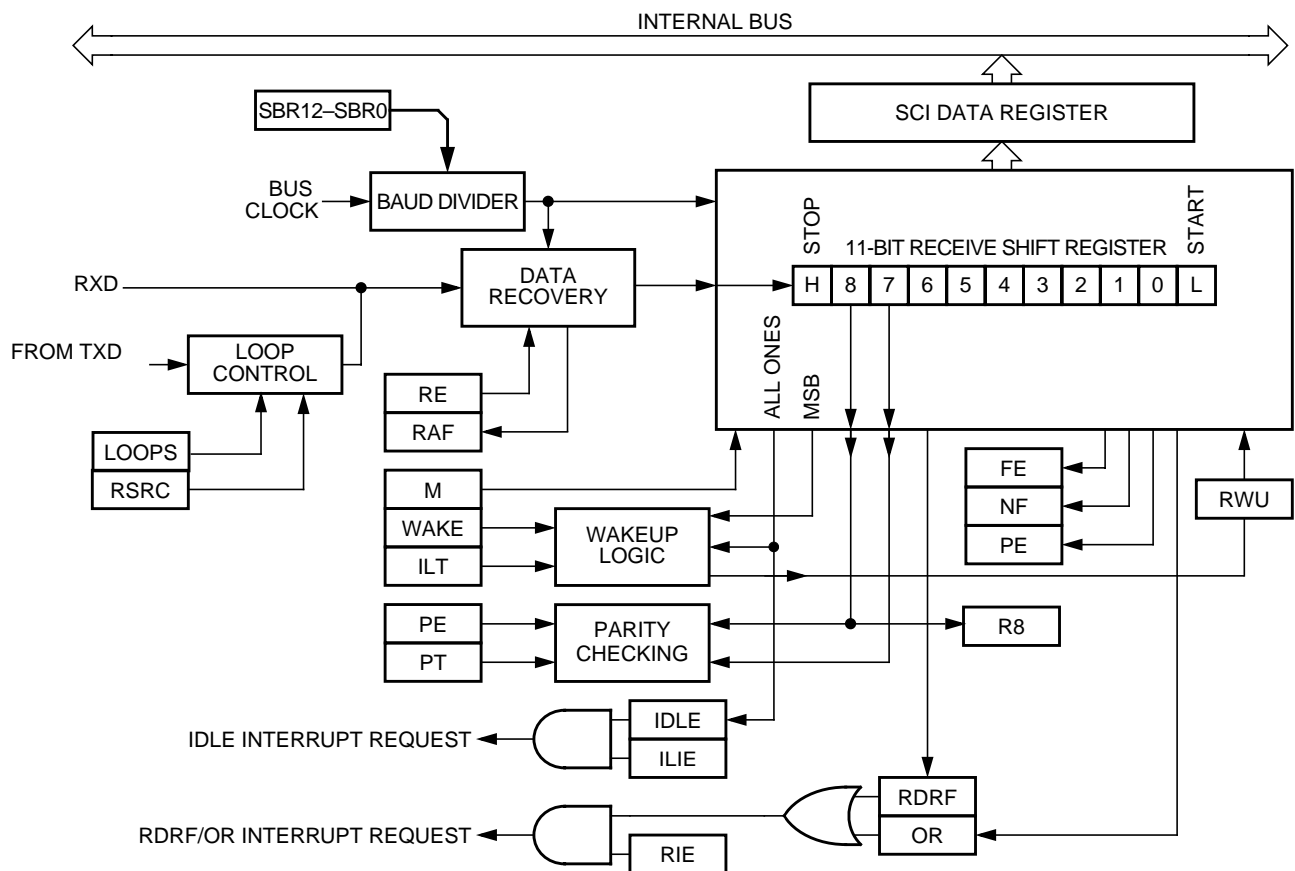 INTERNAL BUS
SBR12–SBR0
SCI DATA REGISTER
BUS
CLOCK
BAUD DIVIDER
STOP
START
11-BIT RECEIVE SHIFT REGISTER
H 8 7 6 5 4 3 2 1 0 L
RXD
DATA
RECOVERY
FROM TXD
LOOP
CONTROL
ALL ONES
MSB
RE
RAF
LOOPS
RSRC
M
WAKE
ILT
WAKEUP
LOGIC
FE
NF
PE
RWU
PE
PT
PARITY
CHECKING
R8
IDLE INTERRUPT REQUEST
IDLE
ILIE
RDRF/OR INTERRUPT REQUEST
RIE
RDRF
OR